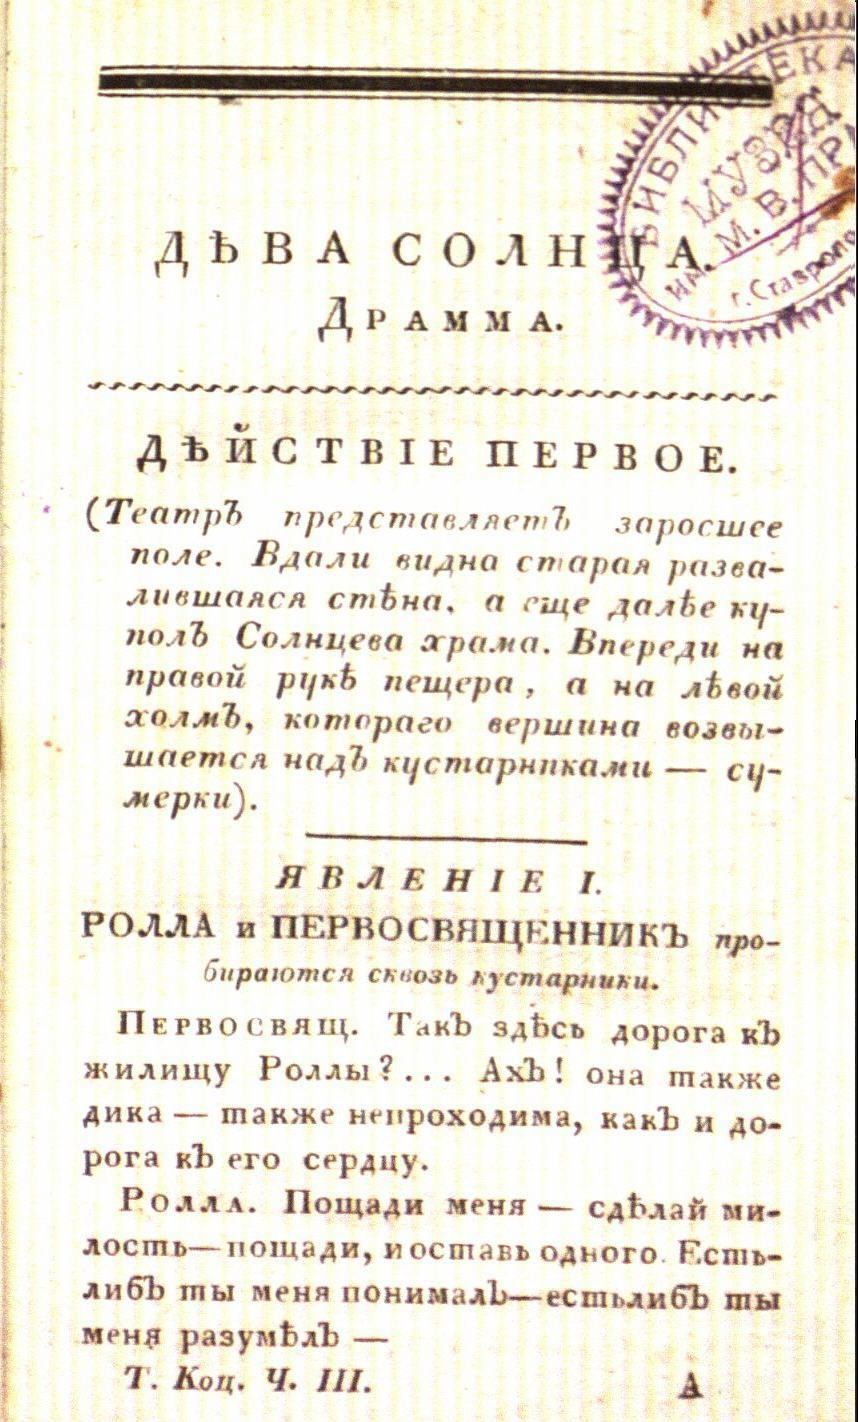 БИБЛИОТЕКА
МУЗЕЯ
ИМ. М. В. ПРА
г. Ставропо
ДѢВА СОЛНЦА.
ДРАММА.
ДѢЙСТВІЕ ПЕРВОЕ.
(Театръ представляетъ заросшее
поле. Вдали видна старая разва-
лившаяся стѣна, а еще далѣе ку-
полъ Солнцева храма. Впереди на
правой рукѣ пещера, а на лѣвой
холмъ, котораго вершина возвы-
шается надъ кустарниками — су-
мерки).
ЯВЛЕНІЕ I.
РОЛЛА и ПЕРВОСВЯЩЕННИКЪ про-
бираются сквозь кустарники.
ПЕРВОСВЯЩ. Такъ здѣсь дорога къ
жилищу Роллы?... Ахъ! она также
дика — также непроходима, какъ и до-
рога къ его сердцу.
РОЛЛА. Пощади меня — сдѣлай ми-
лость—пощади, и оставь одного. Есть-
либъ ты меня понималъ—естьлибъ ты
меня разумѣлъ —
Т. Коц. Ч. III. А